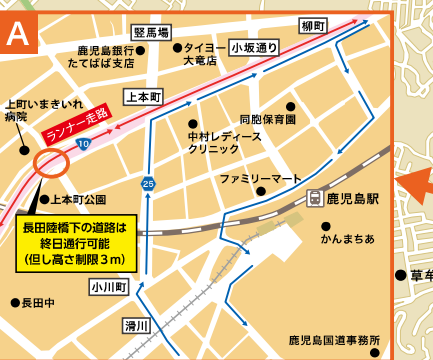 A
竪馬場
柳町
鹿児島銀行
たてばば支店
タイヨー
大竜店
小坂通り
上本町
上町いまきいれ
病院
ランナー走路
10
同胞保育園
中村レディース
クリニック
25
ファミリーマート
上本町公園
鹿児島駅
長田陸橋下の道路は
終日通行可能
(但し高さ制限3m)
かんまちあ
小川町
長田中
滑川
鹿児島国道事務所
草牟